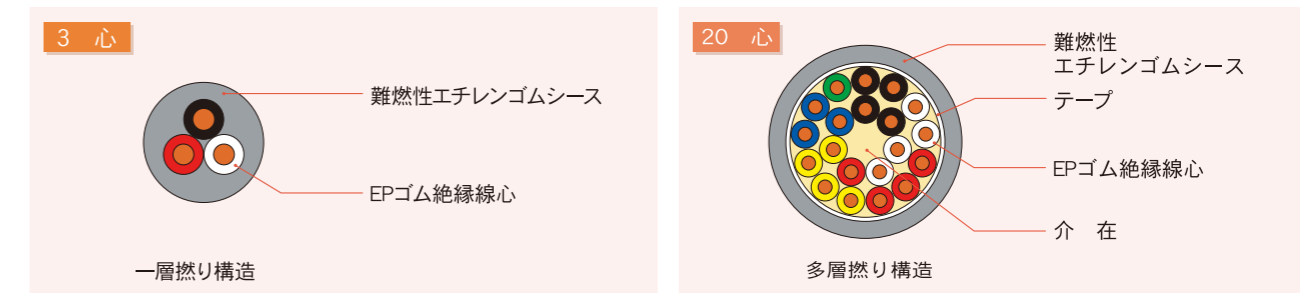 3 心
難燃性エチレンゴムシース
EPゴム絶縁線心
一層撚り構造
20 心
難燃性
エチレンゴムシース
テープ
EPゴム絶縁線心
介 在
多層撚り構造